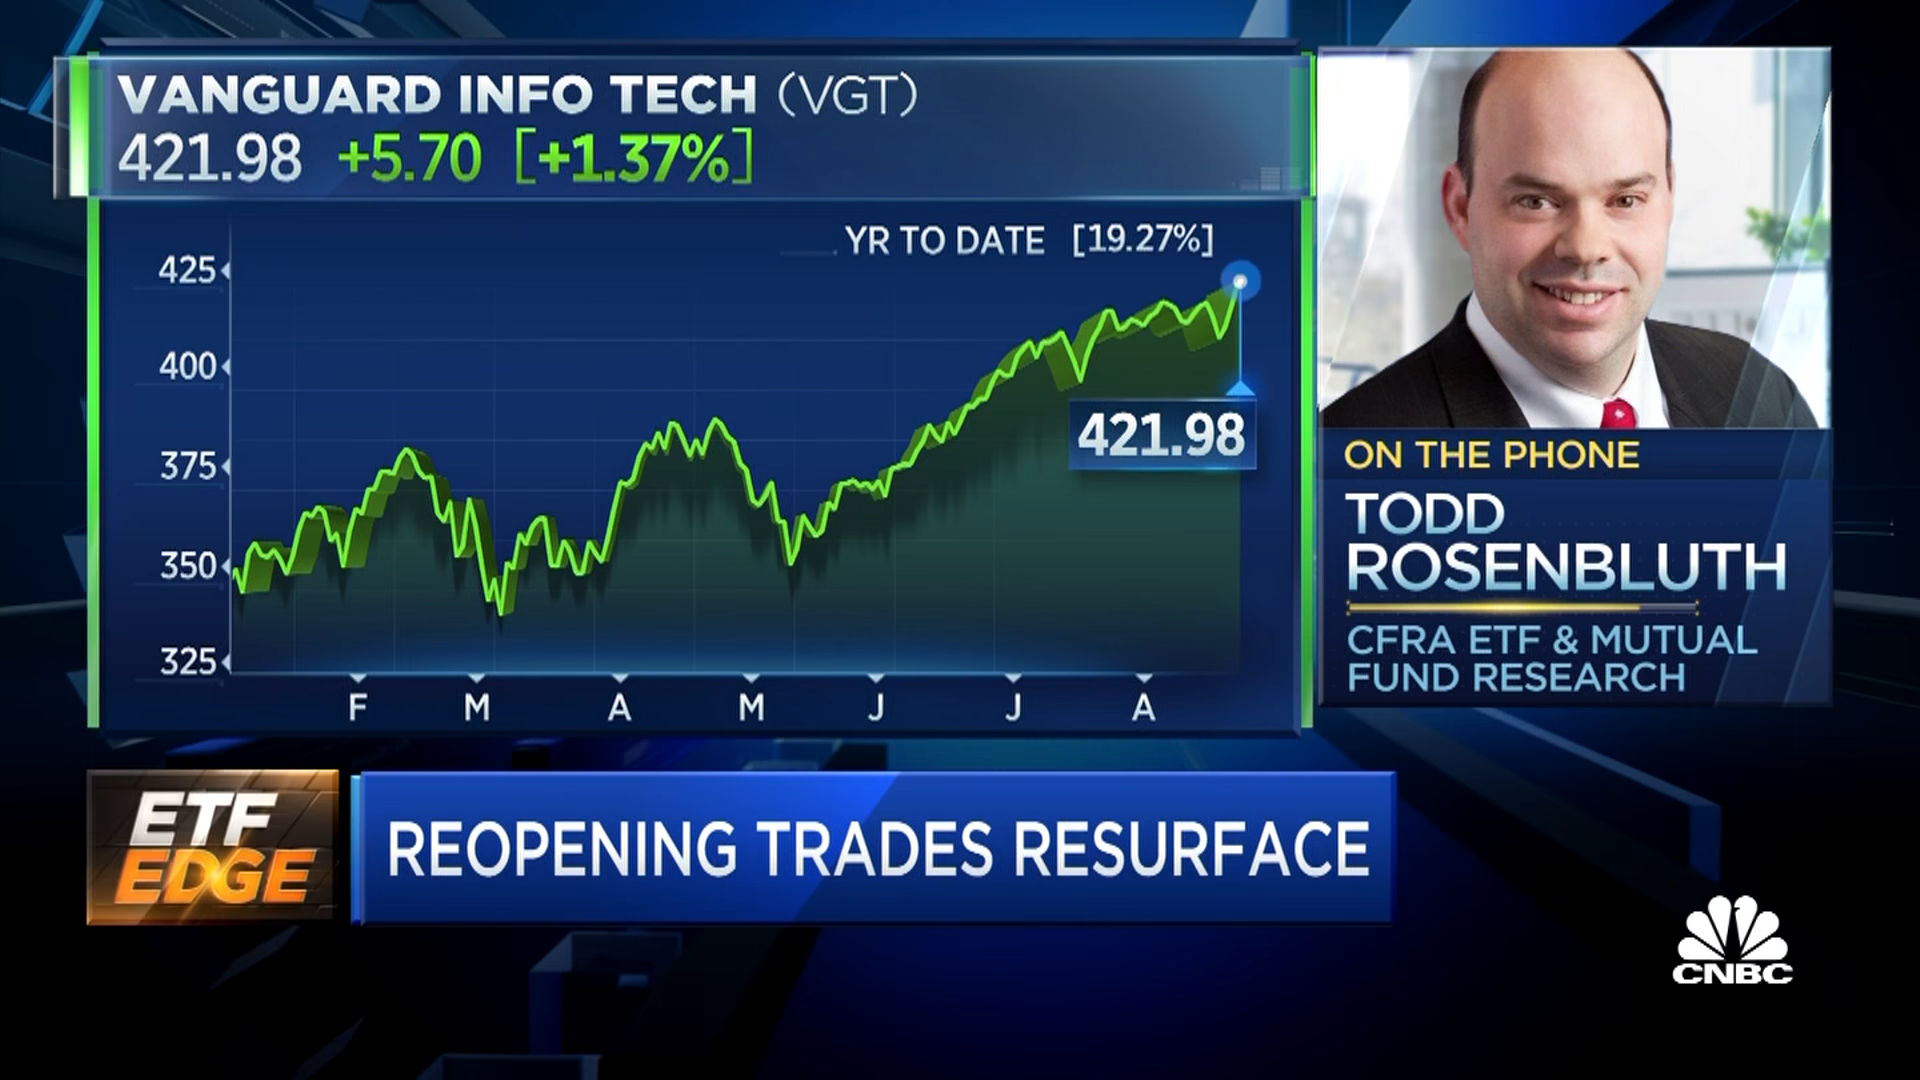 VANGUARD INFO TECH (VGT)
421.98 +5.70 [+1.37%]
YR TO DATE [19.27%]
425
400
375
350
325
421.98
F M A M J J A
ON THE PHONE
TODD
ROSENBLUTH
CFRA ETF & MUTUAL
FUND RESEARCH
ETF
EDGE
REOPENING TRADES RESURFACE
CNBC